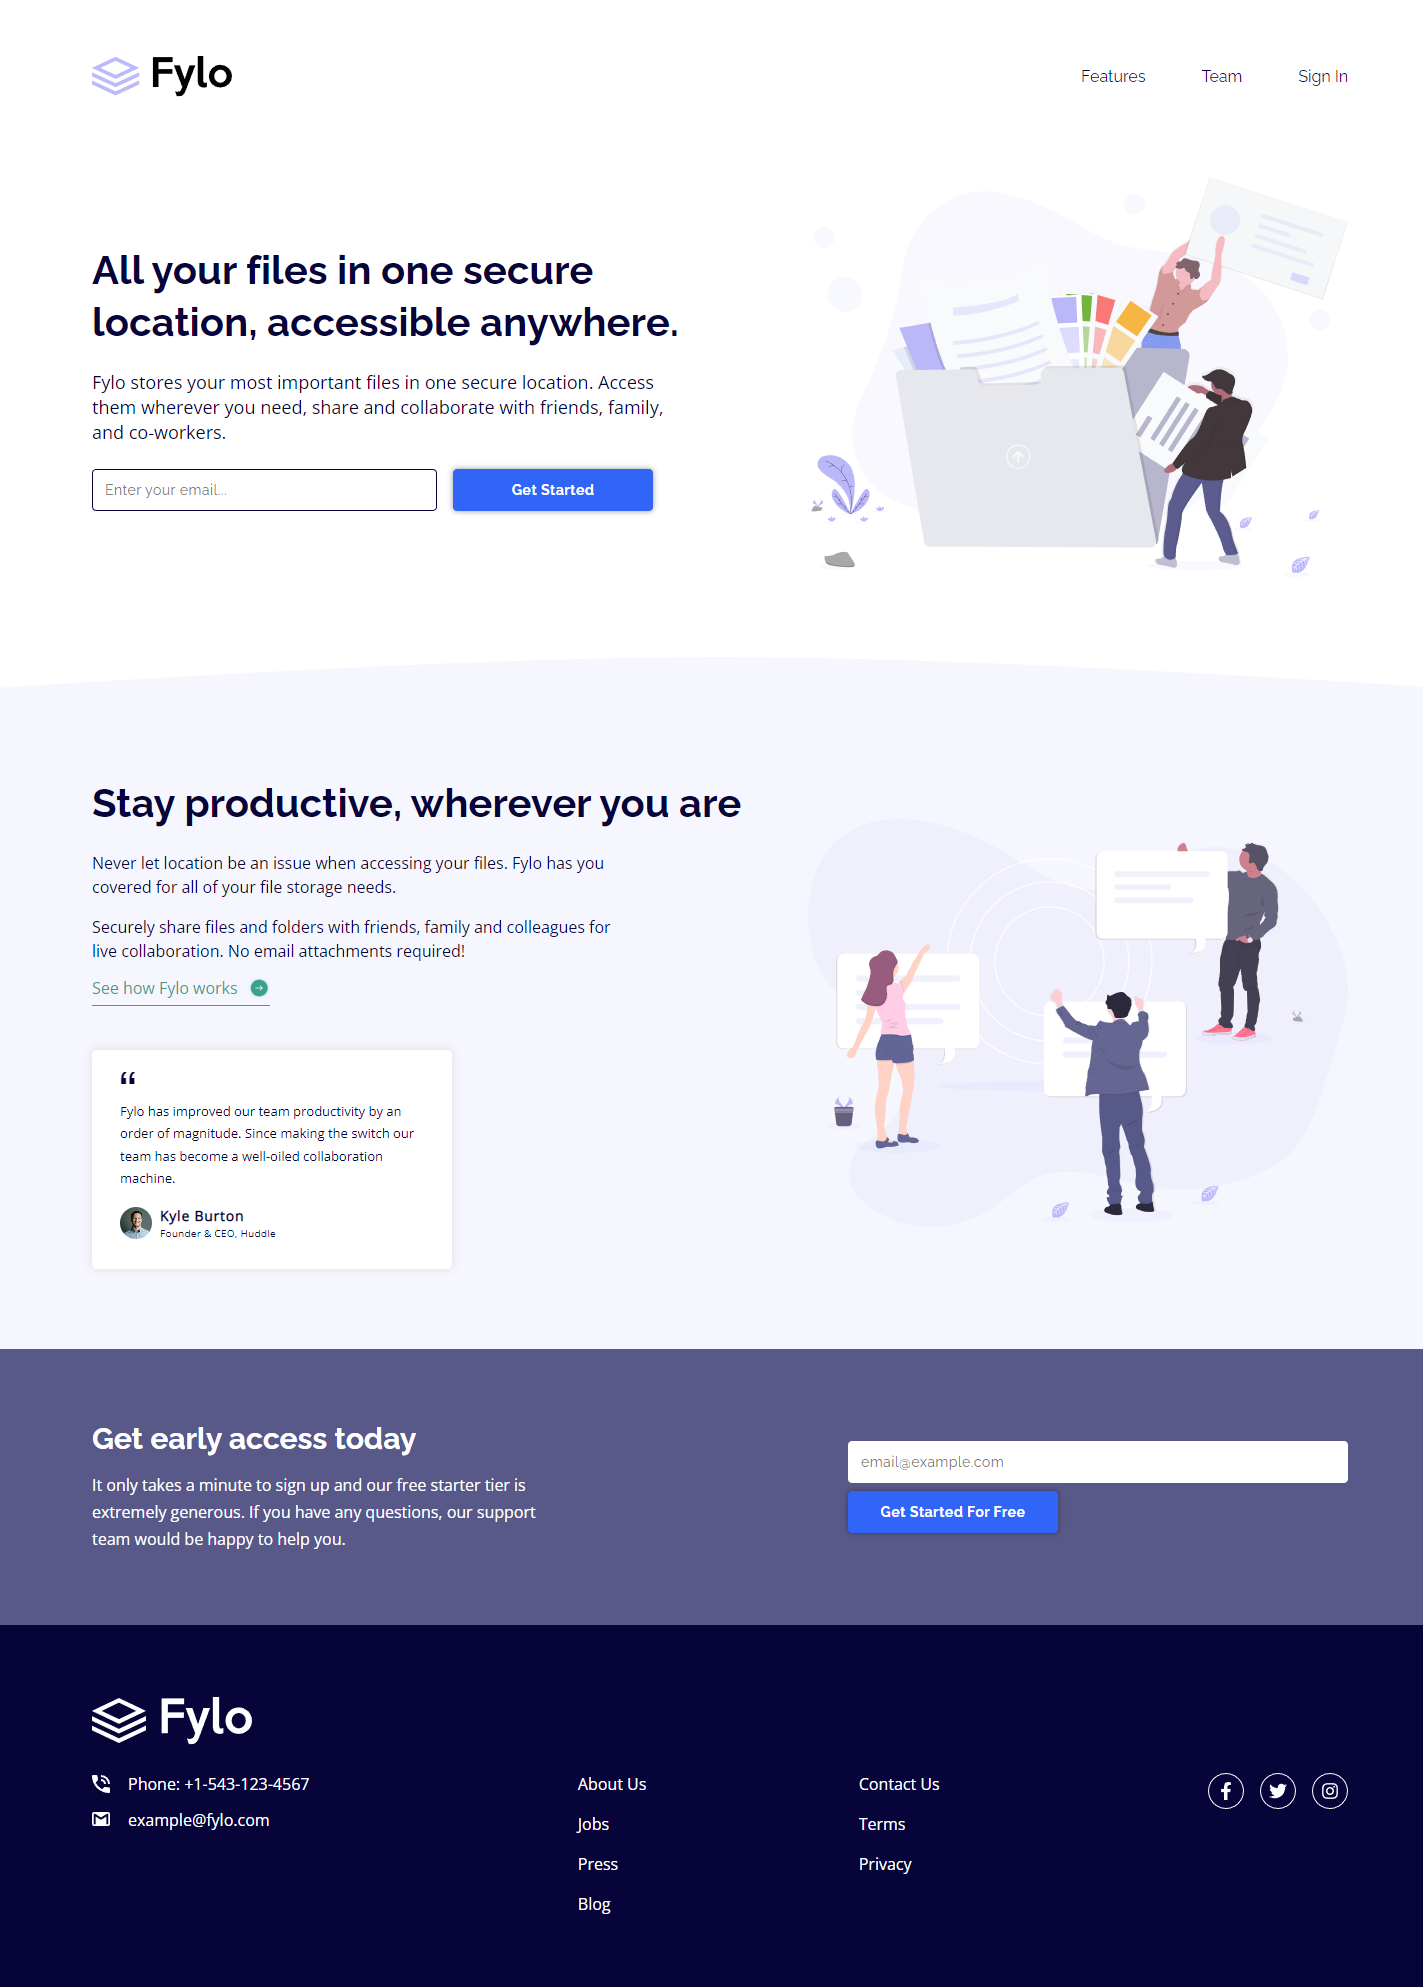 Fylo
Features
Team
Sign In
All your files in one secure
location, accessible anywhere.
Fylo stores your most important files in one secure location. Access
them wherever you need, share and collaborate with friends, family,
and co-workers.
Enter your email...
Get Started
Stay productive, wherever you are
Never let location be an issue when accessing your files. Fylo has you
covered for all of your file storage needs.
Securely share files and folders with friends, family and colleagues for
live collaboration. No email attachments required!
See how Fylo works
“
Fylo has improved our team productivity by an
order of magnitude. Since making the switch our
team has become a well-oiled collaboration
machine.
Kyle Burton
Founder & CEO, Huddle
Get early access today
It only takes a minute to sign up and our free starter tier is
extremely generous. If you have any questions, our support
team would be happy to help you.
email@example.com
Get Started For Free
Fylo
Phone: +1-543-123-4567
example@fylo.com
About Us
Jobs
Press
Blog
Contact Us
Terms
Privacy